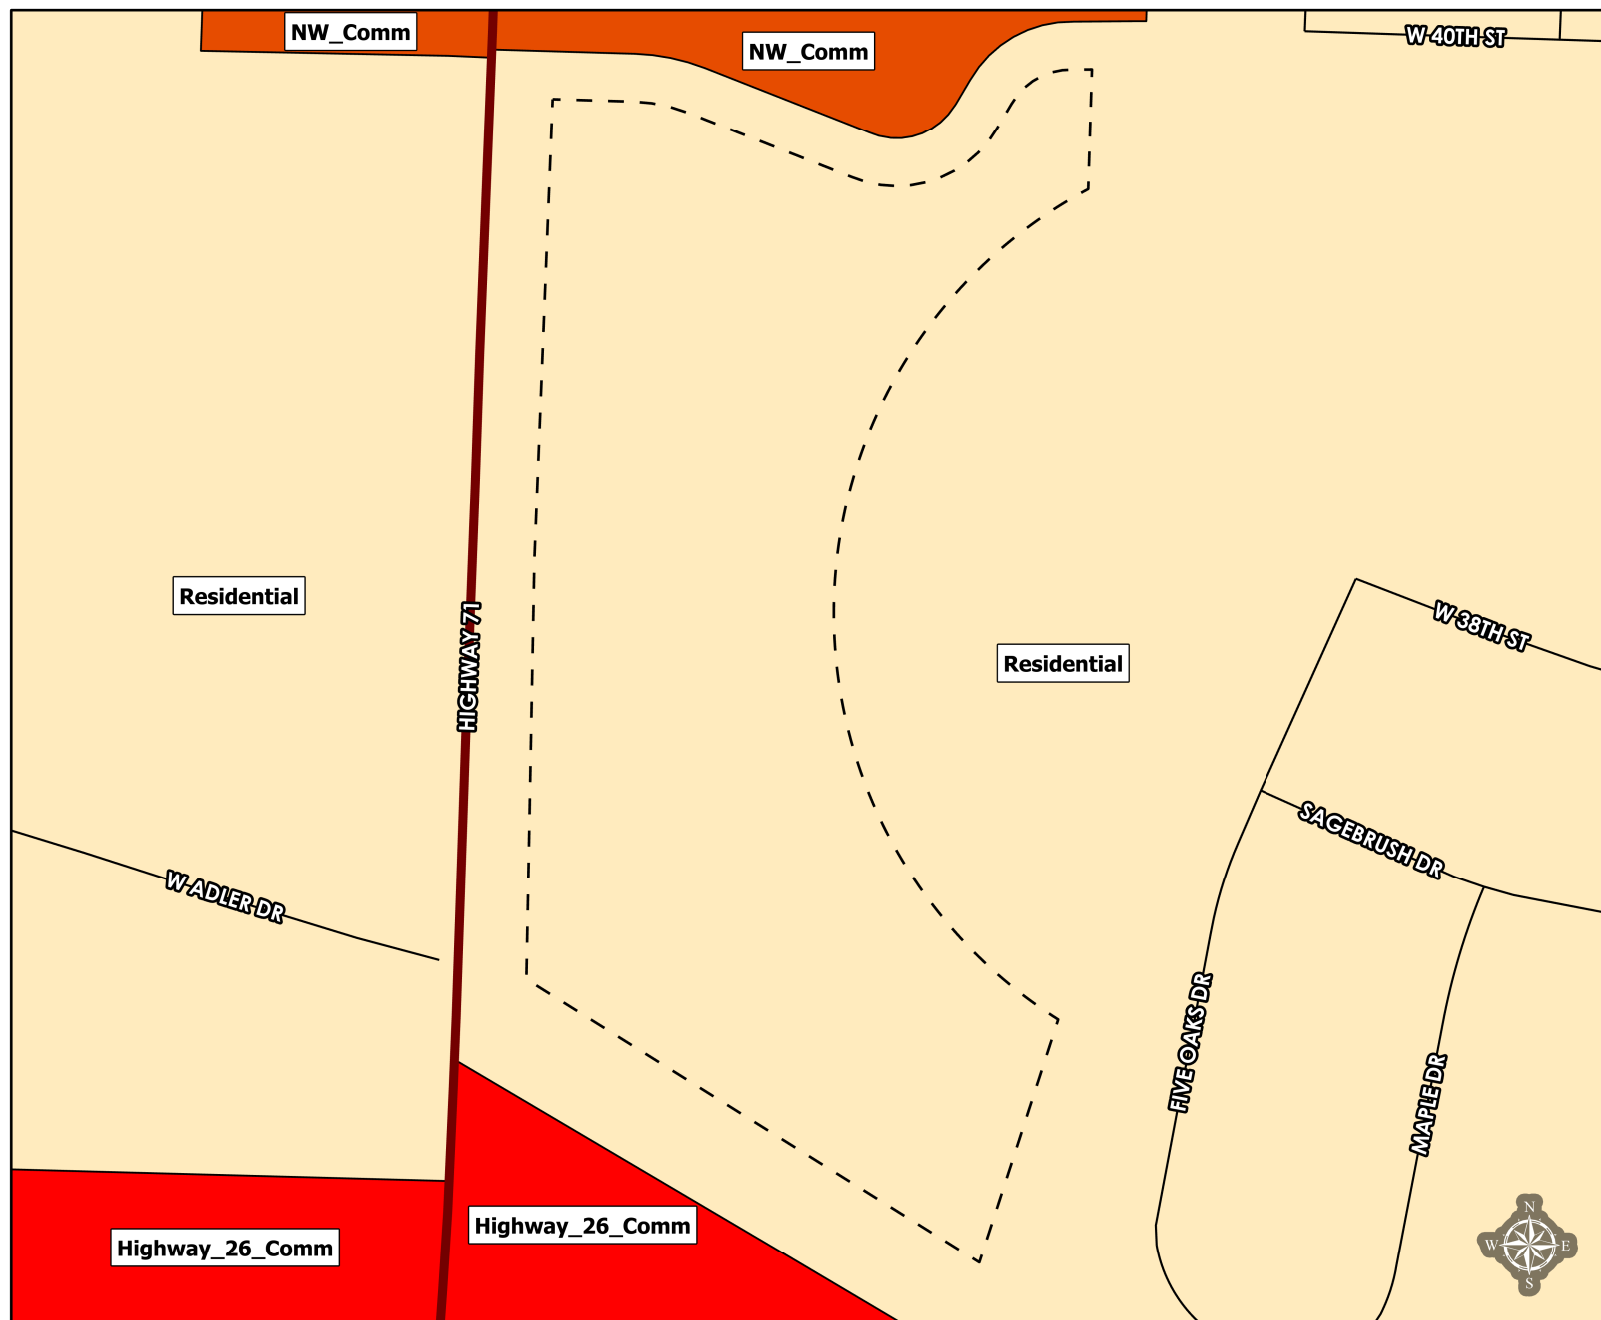 NW_Comm
NW_Comm
W 40TH ST
Residential
HIGHWAY 71
W 38TH ST
Residential
SAGEBRUSH DR
W ADLER DR
FIVE OAKS DR
MAPLE DR
Highway_26_Comm
Highway_26_Comm
N
W E
S